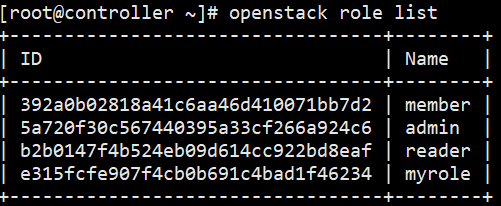 [root@controller ~]# openstack role list
+----------------------------------+--------+
| ID                               | Name   |
+----------------------------------+--------+
| 392a0b02818a41c6aa46d410071bb7d2 | member |
| 5a720f30c567440395a33cf266a924c6 | admin  |
| b2b0147f4b524eb09d614cc922bd8eaf | reader |
| e315fcfe907f4cb0b691c4bad1f46234 | myrole |
+----------------------------------+--------+